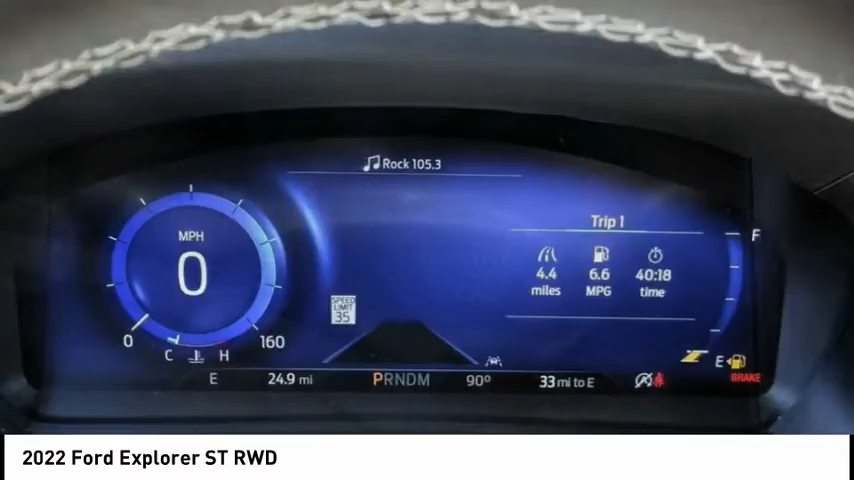 Rock 105.3
Trip 1
F
MPH
0
4.4 miles
6.6 MPG
40:18 time
SPEED LIMIT 35
0
160
C
H
E
E
24.9 mi
PRNDM
90°
33 mi to E
BRAKE
2022 Ford Explorer ST RWD